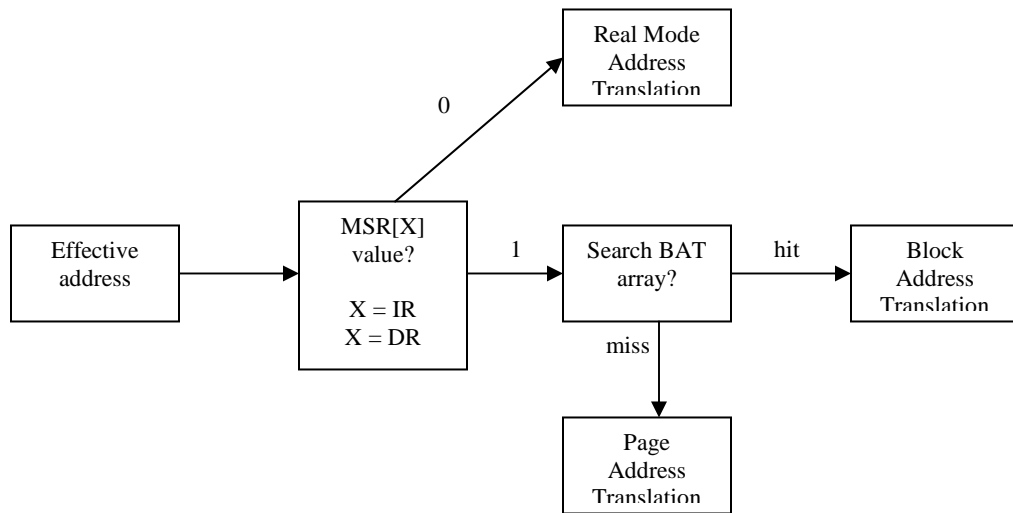 Real Mode
Address
Translation
0
Effective
address
MSR[X]
value?
X = IR
X = DR
1
Search BAT
array?
hit
Block
Address
Translation
miss
Page
Address
Translation